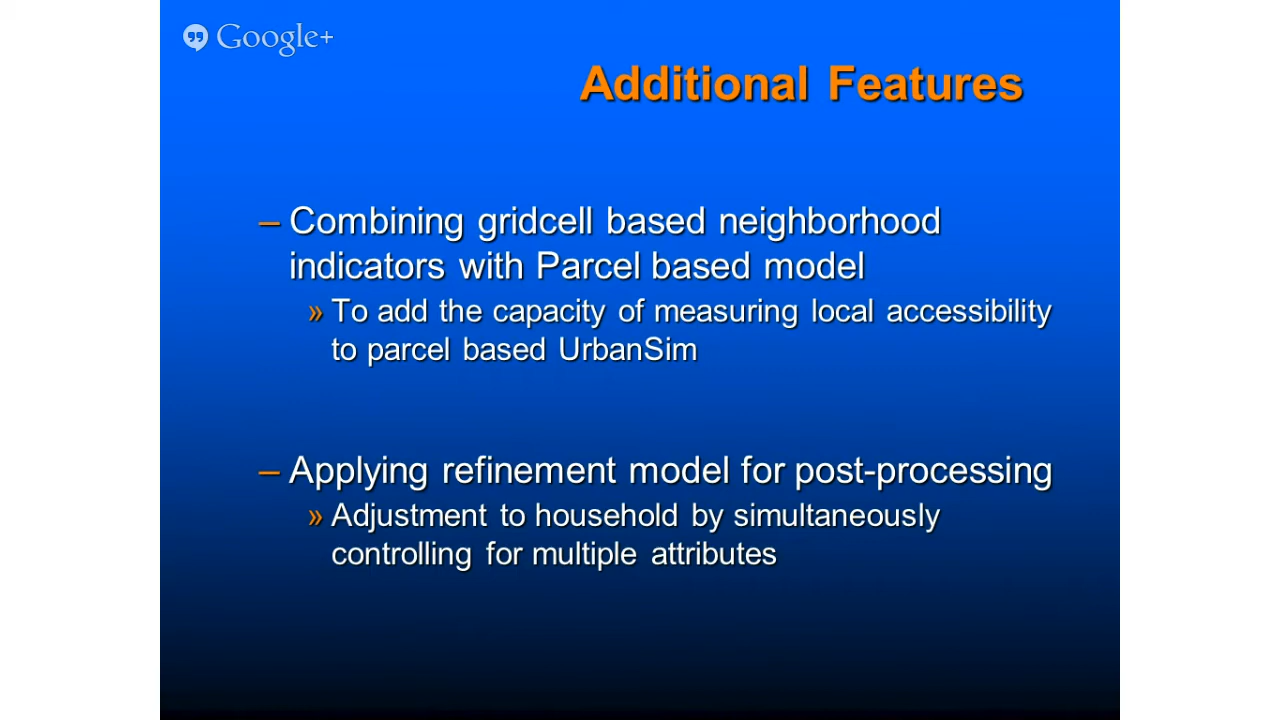 Google+
Additional Features
– Combining gridcell based neighborhood
indicators with Parcel based model
» To add the capacity of measuring local accessibility
to parcel based UrbanSim
– Applying refinement model for post-processing
» Adjustment to household by simultaneously
controlling for multiple attributes